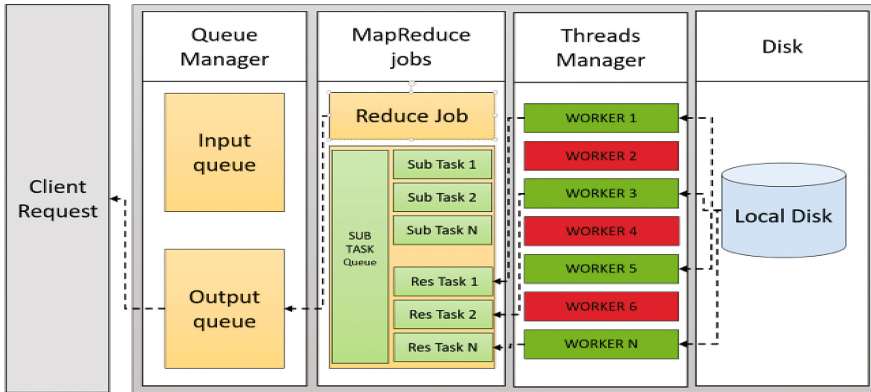 Client
Request
Queue
Manager
Input
queue
Output
queue
MapReduce
jobs
Reduce Job
SUB
TASK
Queue
Sub Task 1
Sub Task 2
Sub Task N
Res Task 1
Res Task 2
Res Task N
Threads
Manager
WORKER 1
WORKER 2
WORKER 3
WORKER 4
WORKER 5
WORKER 6
WORKER N
Disk
Local Disk